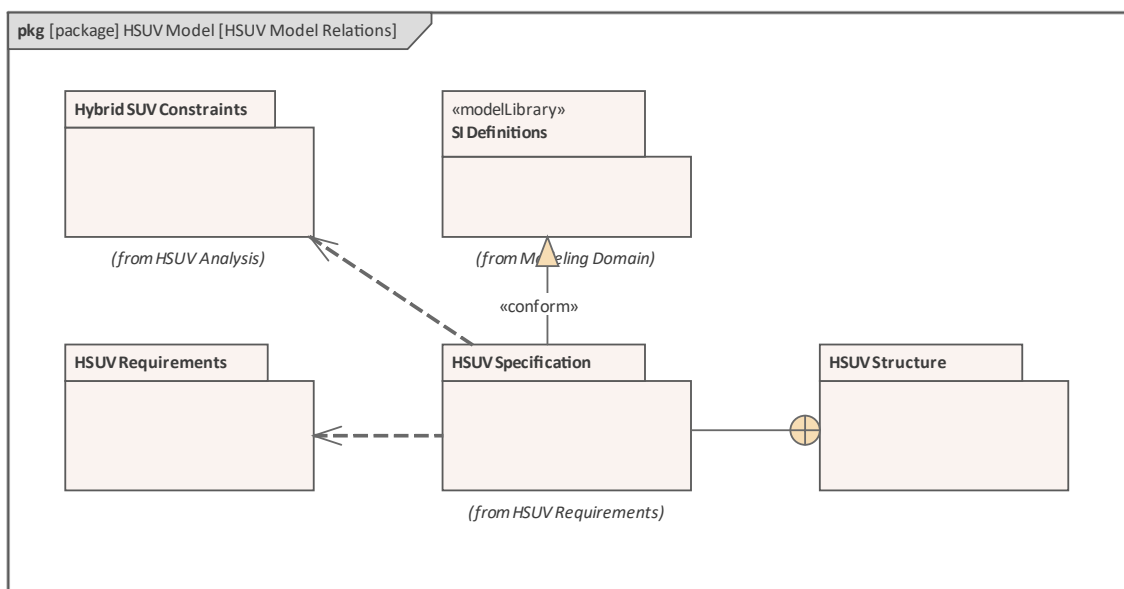 pkg [package] HSUV Model [HSUV Model Relations]
Hybrid SUV Constraints
«modelLibrary»
SI Definitions
(from HSUV Analysis)
(from Modeling Domain)
«conform»
HSUV Requirements
HSUV Specification
HSUV Structure
(from HSUV Requirements)